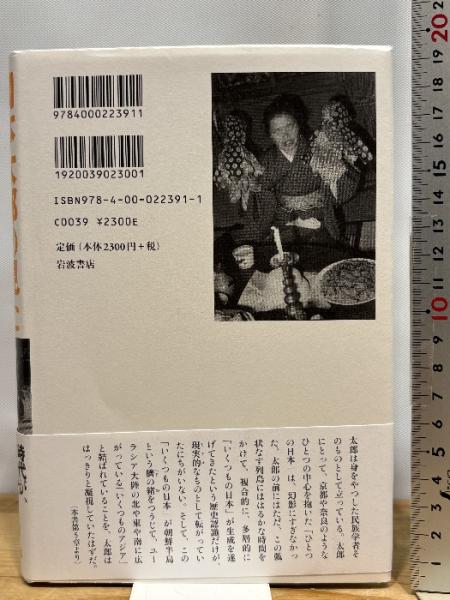 9784000223911
1920039023001
ISBN978-4-00-022391-1
C0039 ¥2300E
定価(本体2300円+税)
岩波書店
太郎は身をやつした民族学者そ
のものとして立っている。太郎
にとって、京都や奈良のような
ひとつの中心を抱いた「ひとつ
の日本」は、幻影にすぎなかっ
た。太郎の前にはただ、この弧
状なす列島にはるかな時間を
かけて、複合的に、多層的に
「いくつもの日本」が生成を遂
げてきたという歴史認識だけが、
現実的なものとして転がってい
たにちがいない。そして、この
「いくつもの日本」が朝鮮半島
という臍の緒をつうじて、ユー
ラシア大陸の北や東や南に広
がっている「いくつものアジア」
と結ばれていることを、太郎は
はっきりと凝視していたはずだ。
(本書第5章より)
10
20